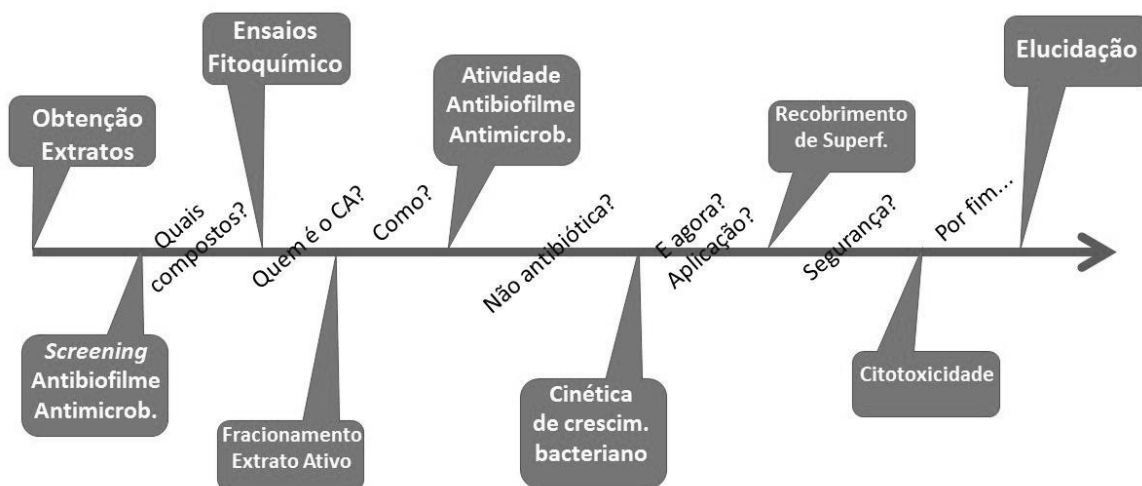 Obtenção
Extratos
Screening
Antibiofilme
Antimicrob.
Quais
compostos?
Ensaios
Fitoquímico
Quem é o CA?
Fracionamento
Extrato Ativo
Como?
Atividade
Antibiofilme
Antimicrob.
Não antibiótica?
Cinética
de crescim.
bacteriano
E agora?
Aplicação?
Recobrimento
de Superf.
Segurança?
Citotoxicidade
Por fim...
Elucidação